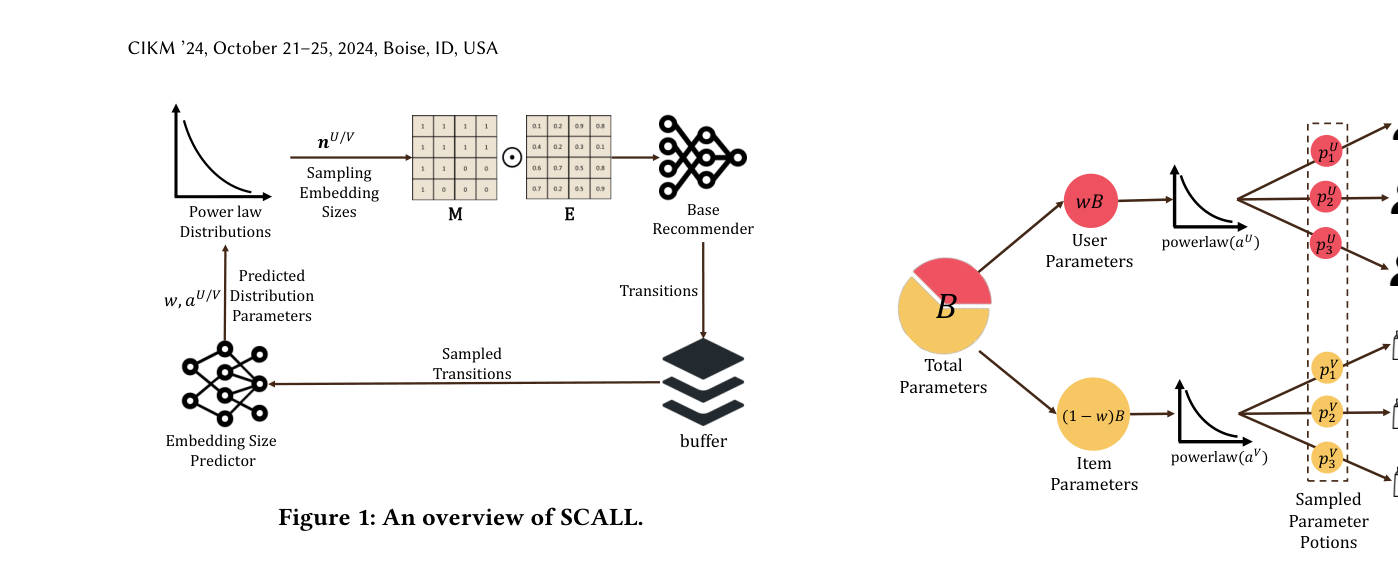 CIKM ’24, October 21–25, 2024, Boise, ID, USA
n^{U/V}
Sampling
Embedding
Sizes
Power law
Distributions
1 1 1 1
1 1 1 1
1 1 0 0
1 0 0 0
M
⊙
0.1 0.2 0.9 0.8
0.4 0.2 0.3 0.1
0.6 0.7 0.5 0.8
0.7 0.2 0.5 0.9
E
Base
Recommender
w, a^{U/V}
Predicted
Distribution
Parameters
Transitions
Sampled
Transitions
Embedding Size
Predictor
buffer
Figure 1: An overview of SCALL.
B
Total
Parameters
wB
User
Parameters
powerlaw(a^U)
p_1^U
p_2^U
p_3^U
(1 − w)B
Item
Parameters
powerlaw(a^V)
p_1^V
p_2^V
p_3^V
Sampled
Parameter
Potions